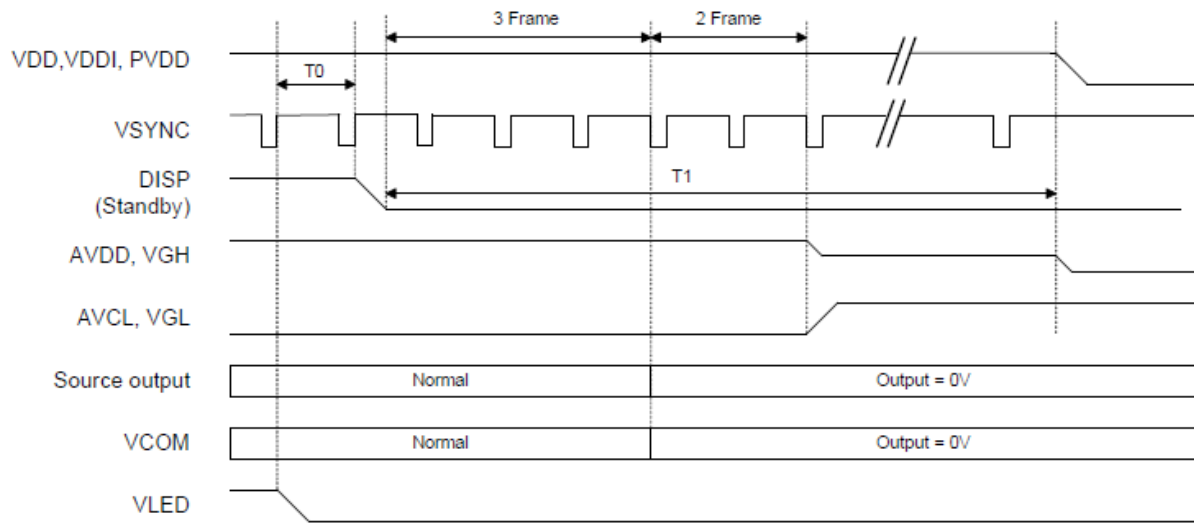 3 Frame
2 Frame
VDD,VDDI, PVDD
T0
VSYNC
DISP
(Standby)
T1
AVDD, VGH
AVCL, VGL
Source output
Normal
Output = 0V
VCOM
Normal
Output = 0V
VLED